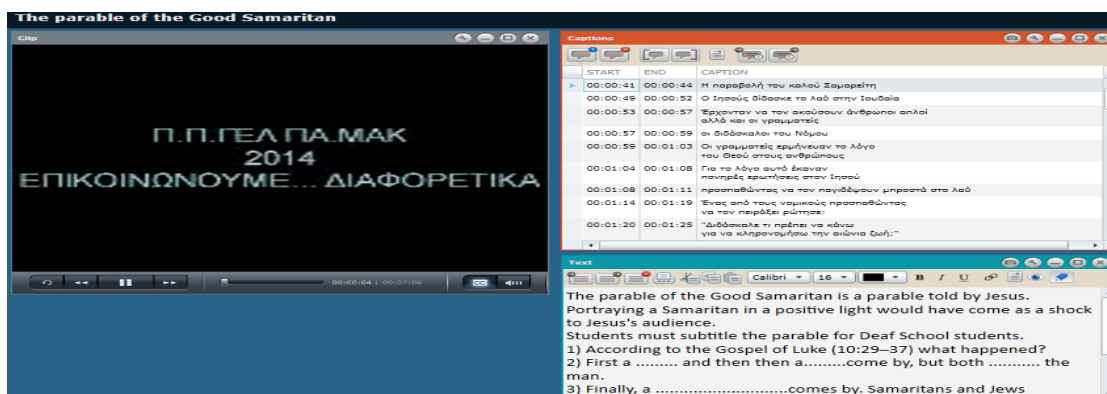 The parable of the Good Samaritan
Clip
Π.Π.ΓΕΛ ΠΑ.ΜΑΚ
2014
ΕΠΙΚΟΙΝΩΝΟΥΜΕ... ΔΙΑΦΟΡΕΤΙΚΑ
00:00:04 | 00:07:06
CC
Captions
START END CAPTION
00:00:41 00:00:44 Η παραβολή του καλού Σαμαρείτη
00:00:49 00:00:52 Ο Ιησούς δίδασκε το λαό στην Ιουδαία
00:00:53 00:00:57 Έρχονταν να τον ακούσουν άνθρωποι απλοί
αλλά και οι γραμματείς
00:00:57 00:00:59 οι διδάσκαλοι του Νόμου
00:00:59 00:01:03 Οι γραμματείς ερμήνευαν το λόγο
του Θεού στους ανθρώπους
00:01:04 00:01:08 Για το λόγο αυτό έκαναν
πονηρές ερωτήσεις στον Ιησού
00:01:08 00:01:11 προσπαθώντας να τον παγιδέψουν μπροστά στο λαό
00:01:14 00:01:19 Ένας από τους νομικούς προσπαθώντας
να τον πειράξει ρώτησε:
00:01:20 00:01:25 "Διδάσκαλε τι πρέπει να κάνω
για να κληρονομήσω την αιώνια ζωή;"
Text
Calibri 16 B I U
The parable of the Good Samaritan is a parable told by Jesus.
Portraying a Samaritan in a positive light would have come as a shock
to Jesus's audience.
Students must subtitle the parable for Deaf School students.
1) According to the Gospel of Luke (10:29–37) what happened?
2) First a ......... and then then a.........come by, but both ........... the
man.
3) Finally, a ............................comes by. Samaritans and Jews